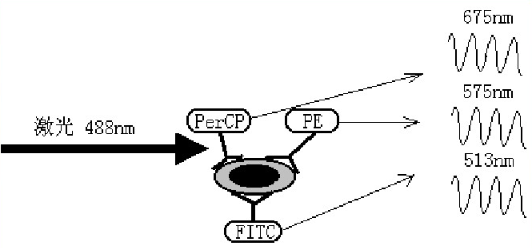 675nm
575nm
激光 488nm
PerCP
PE
513nm
FITC